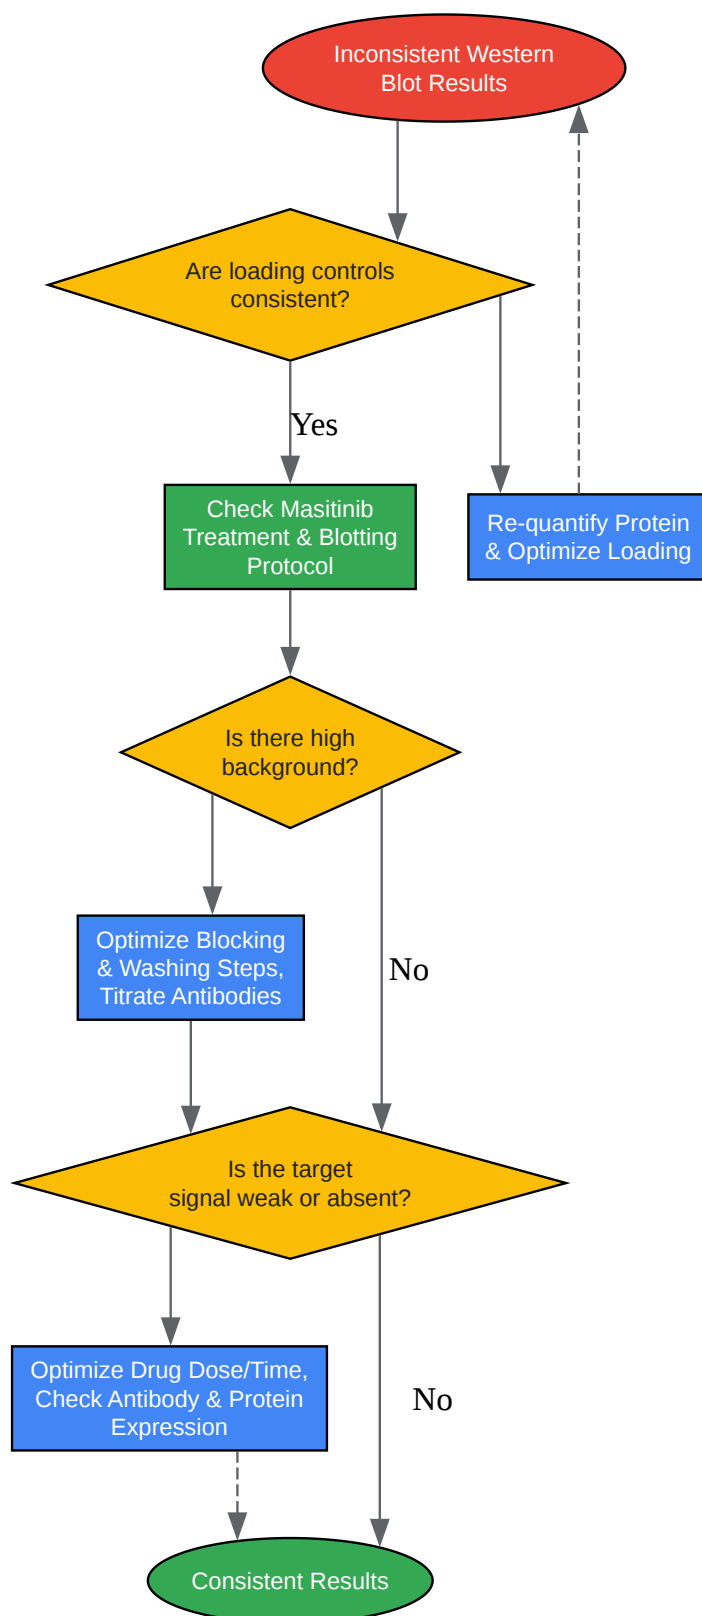 Inconsistent Western
Blot Results
Are loading controls
consistent?
Yes
Check Masitinib
Treatment & Blotting
Protocol
Re-quantify Protein
& Optimize Loading
Is there high
background?
Optimize Blocking
& Washing Steps,
Titrate Antibodies
No
Is the target
signal weak or absent?
Optimize Drug Dose/Time,
Check Antibody & Protein
Expression
No
Consistent Results